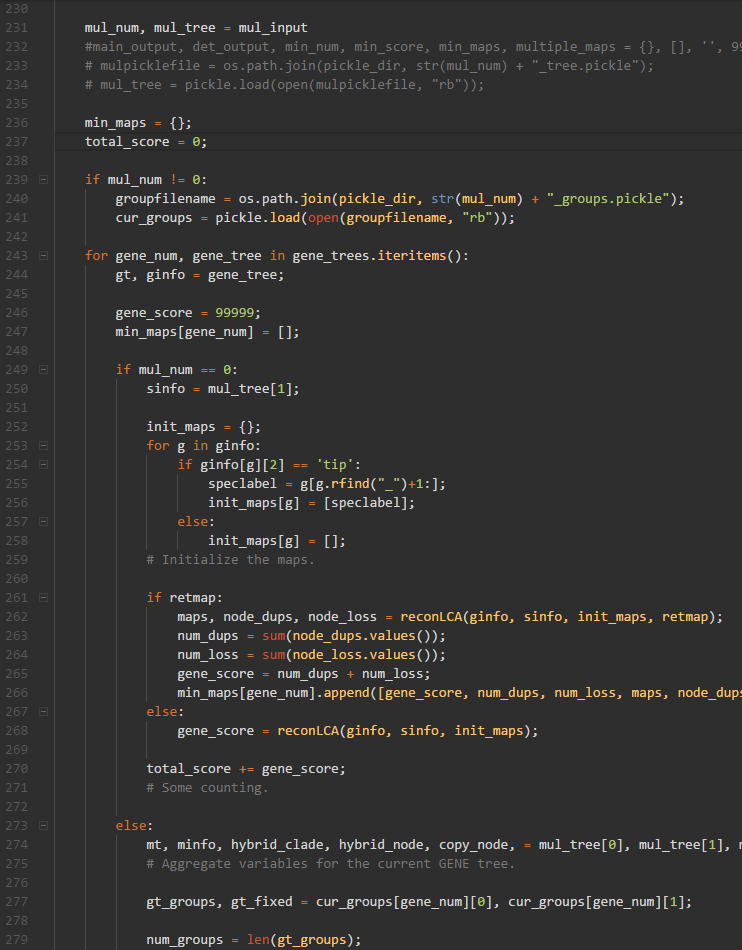 230
231 mul_num, mul_tree = mul_input
232 #main_output, det_output, min_num, min_score, min_maps, multiple_maps = {}, [], '', 99
233 # mulpicklefile = os.path.join(pickle_dir, str(mul_num) + "_tree.pickle");
234 # mul_tree = pickle.load(open(mulpicklefile, "rb"));
235
236 min_maps = {};
237 total_score = 0;
238
239 if mul_num != 0:
240 groupfilename = os.path.join(pickle_dir, str(mul_num) + "_groups.pickle");
241 cur_groups = pickle.load(open(groupfilename, "rb"));
242
243 for gene_num, gene_tree in gene_trees.iteritems():
244 gt, ginfo = gene_tree;
245
246 gene_score = 99999;
247 min_maps[gene_num] = [];
248
249 if mul_num == 0:
250 sinfo = mul_tree[1];
251
252 init_maps = {};
253 for g in ginfo:
254 if ginfo[g][2] == 'tip':
255 speclabel = g[g.rfind("_")+1:];
256 init_maps[g] = [speclabel];
257 else:
258 init_maps[g] = [];
259 # Initialize the maps.
260
261 if retmap:
262 maps, node_dups, node_loss = reconLCA(ginfo, sinfo, init_maps, retmap);
263 num_dups = sum(node_dups.values());
264 num_loss = sum(node_loss.values());
265 gene_score = num_dups + num_loss;
266 min_maps[gene_num].append([gene_score, num_dups, num_loss, maps, node_dups
267 else:
268 gene_score = reconLCA(ginfo, sinfo, init_maps);
269
270 total_score += gene_score;
271 # Some counting.
272
273 else:
274 mt, minfo, hybrid_clade, hybrid_node, copy_node, = mul_tree[0], mul_tree[1],
275 # Aggregate variables for the current GENE tree.
276
277 gt_groups, gt_fixed = cur_groups[gene_num][0], cur_groups[gene_num][1];
278
279 num_groups = len(gt_groups);